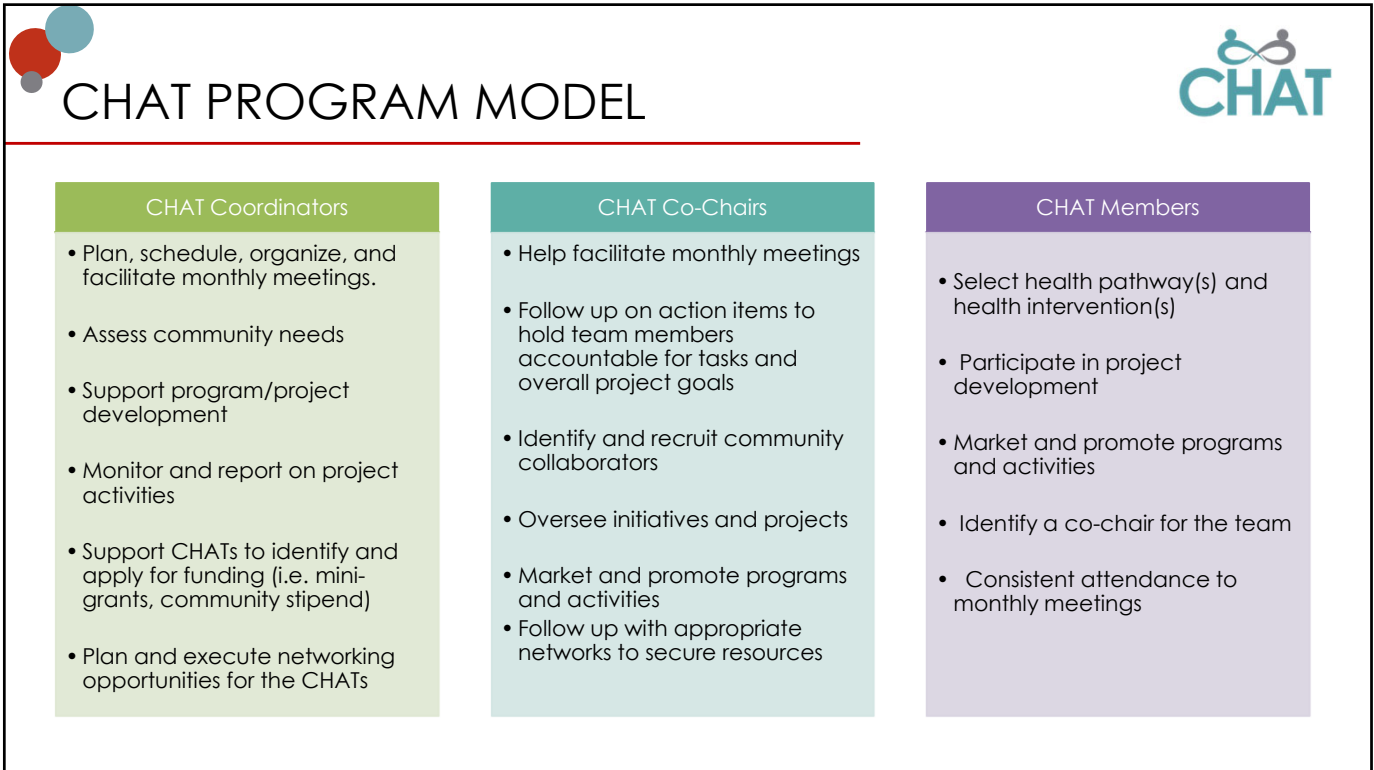 CHAT PROGRAM MODEL
CHAT
CHAT Coordinators
• Plan, schedule, organize, and
facilitate monthly meetings.
• Assess community needs
• Support program/project
development
• Monitor and report on project
activities
• Support CHATs to identify and
apply for funding (i.e. mini-
grants, community stipend)
• Plan and execute networking
opportunities for the CHATs
CHAT Co-Chairs
• Help facilitate monthly meetings
• Follow up on action items to
hold team members
accountable for tasks and
overall project goals
• Identify and recruit community
collaborators
• Oversee initiatives and projects
• Market and promote programs
and activities
• Follow up with appropriate
networks to secure resources
CHAT Members
• Select health pathway(s) and
health intervention(s)
• Participate in project
development
• Market and promote programs
and activities
• Identify a co-chair for the team
• Consistent attendance to
monthly meetings